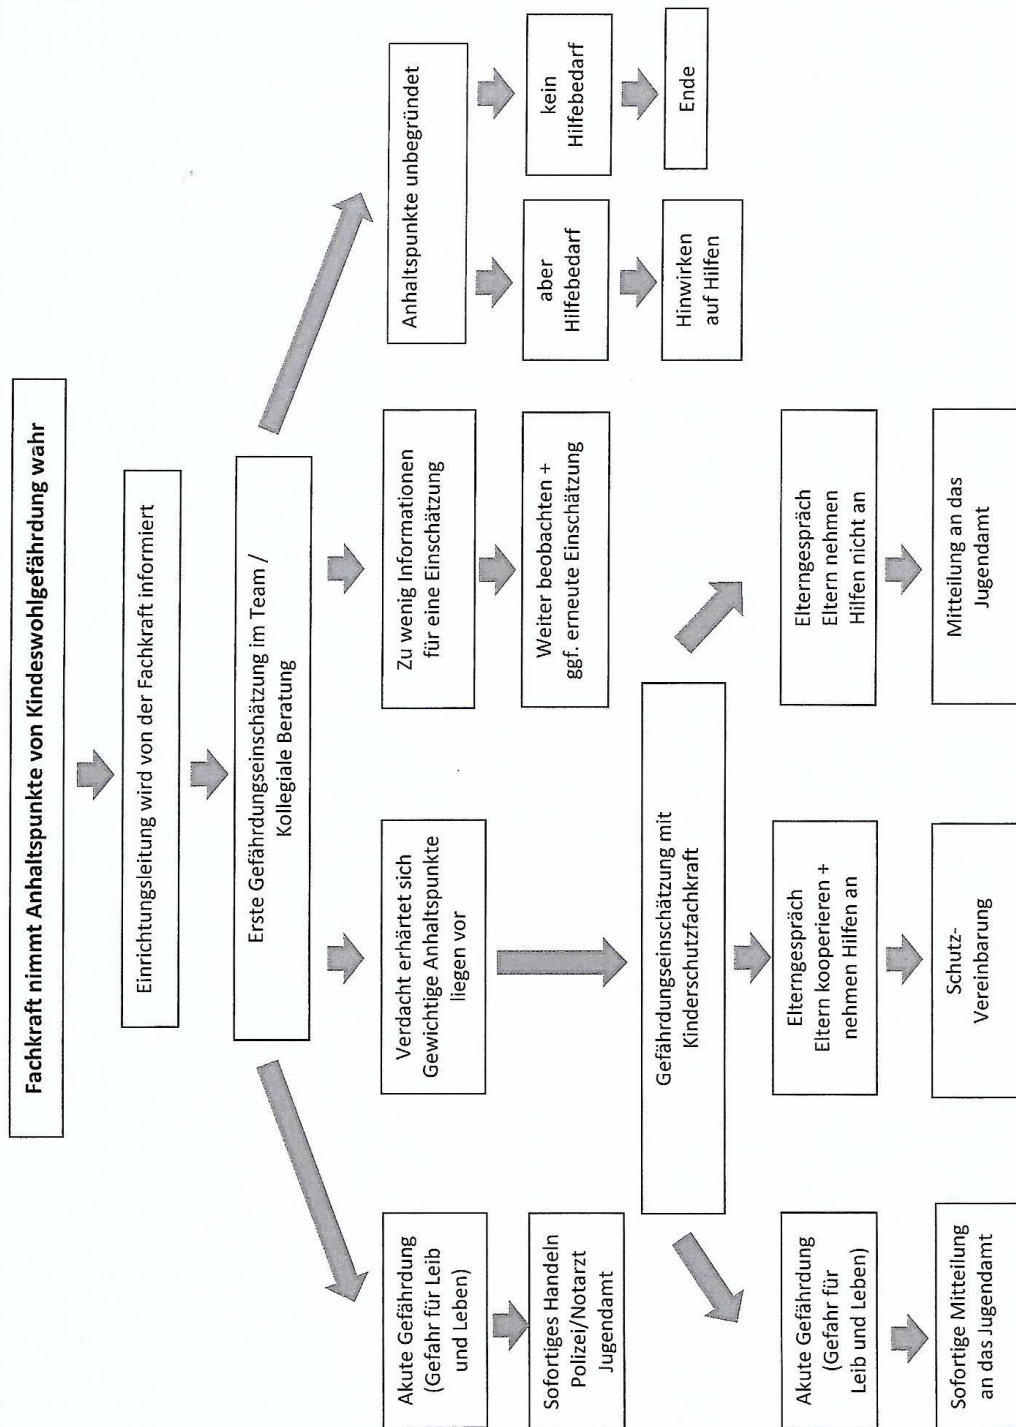 Fachkraft nimmt Anhaltspunkte von Kindeswohlgefährdung wahr
Einrichtungsleitung wird von der Fachkraft informiert
Erste Gefährdungseinschätzung im Team /
Kollegiale Beratung
Akute Gefährdung
(Gefahr für Leib
und Leben)
Sofortiges Handeln
Polizei/Notarzt
Jugendamt
Verdacht erhärtet sich
Gewichtige Anhaltspunkte
liegen vor
Zu wenig Informationen
für eine Einschätzung
Weiter beobachten +
ggf. erneute Einschätzung
Anhaltspunkte unbegründet
aber
Hilfebedarf
Hinwirken
auf Hilfen
kein
Hilfebedarf
Ende
Gefährdungseinschätzung mit
Kinderschutzfachkraft
Akute Gefährdung
(Gefahr für
Leib und Leben)
Sofortige Mitteilung
an das Jugendamt
Elterngespräch
Eltern kooperieren +
nehmen Hilfen an
Schutz-
Vereinbarung
Elterngespräch
Eltern nehmen
Hilfen nicht an
Mitteilung an das
Jugendamt